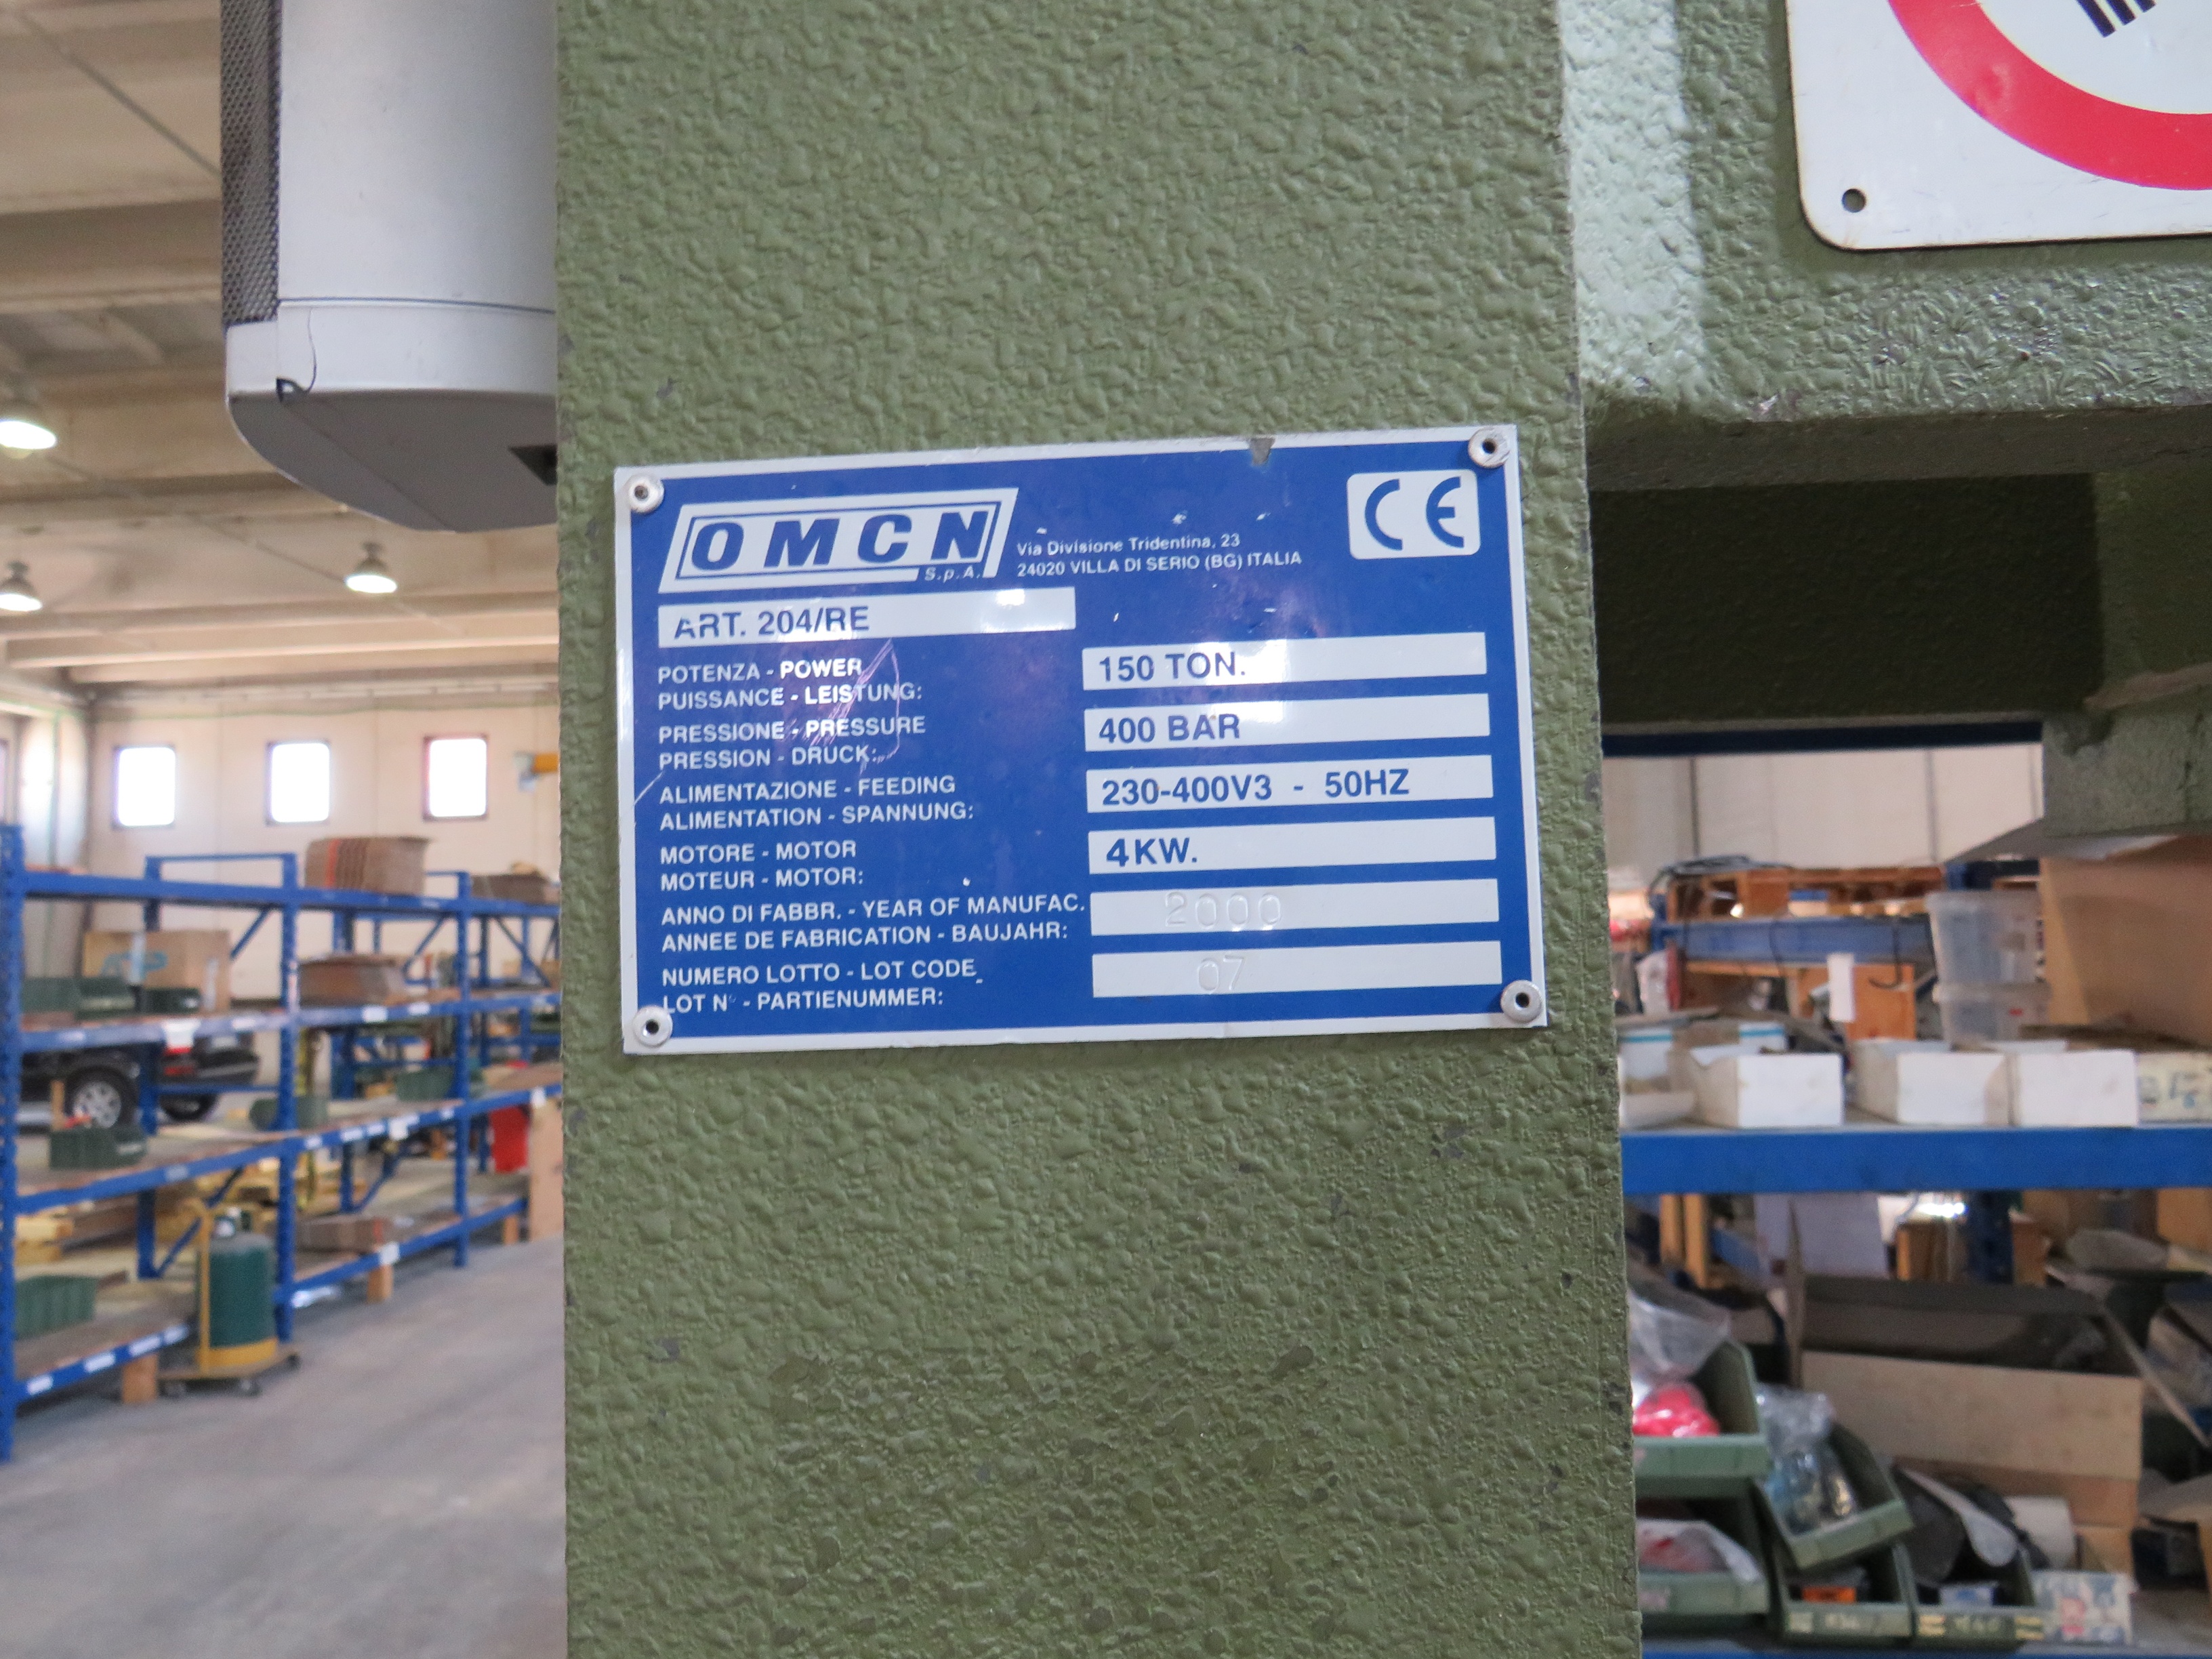 OMCN
S.p.A.
Via Divisione Tridentina, 23
24020 VILLA DI SERIO (BG) ITALIA
CE
ART. 204/RE
POTENZA - POWER
PUISSANCE - LEISTUNG:
150 TON.
PRESSIONE - PRESSURE
PRESSION - DRUCK:
400 BAR
ALIMENTAZIONE - FEEDING
ALIMENTATION - SPANNUNG:
230-400V3 - 50HZ
MOTORE - MOTOR
MOTEUR - MOTOR:
4KW.
ANNO DI FABBR. - YEAR OF MANUFAC.
ANNEE DE FABRICATION - BAUJAHR:
2000
NUMERO LOTTO - LOT CODE
LOT N° - PARTIENUMMER:
07